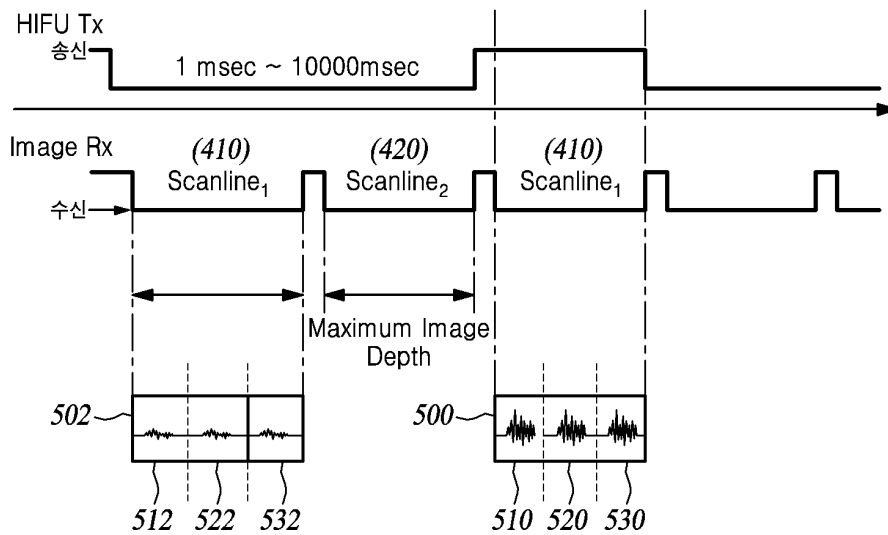 HIFU Tx
송신
1 msec ~ 10000msec
Image Rx
(410)
Scanline1
(420)
Scanline2
(410)
Scanline1
수신
Maximum Image
Depth
502
500
512 522 532
510 520 530